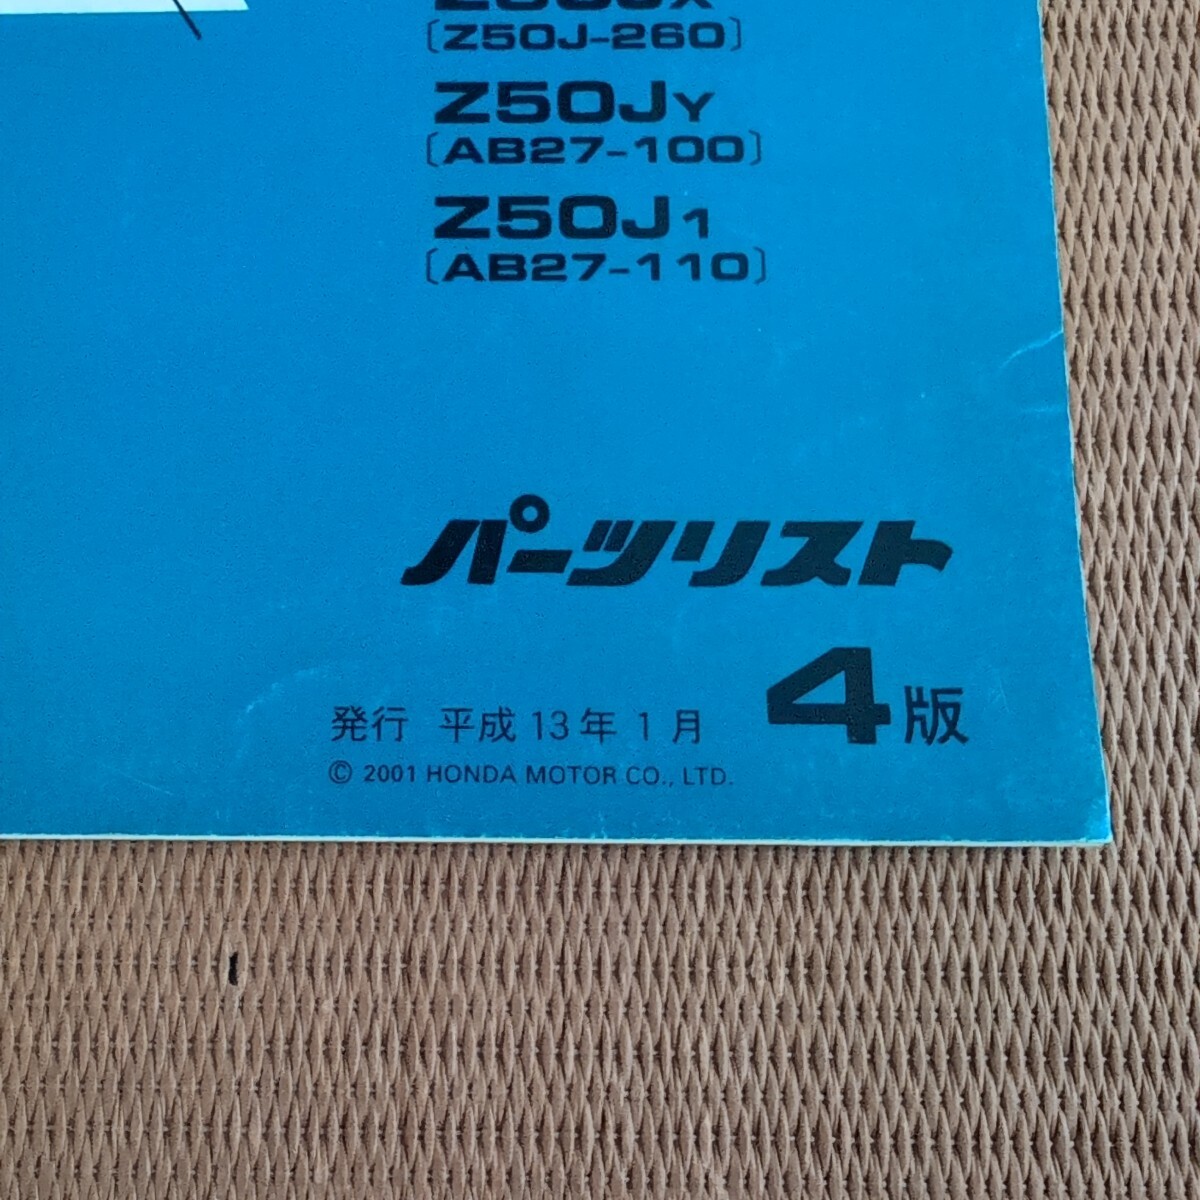 〔Z50J-260〕
Z50JY
〔AB27-100〕
Z50J1
〔AB27-110〕
パーツリスト
発行 平成13年1月 4版
© 2001 HONDA MOTOR CO., LTD.